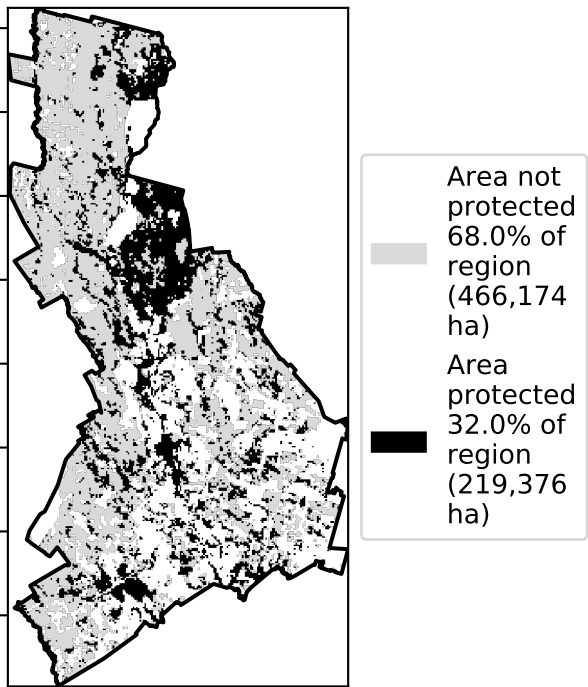 Area not
protected
68.0% of
region
(466,174
ha)
Area
protected
32.0% of
region
(219,376
ha)